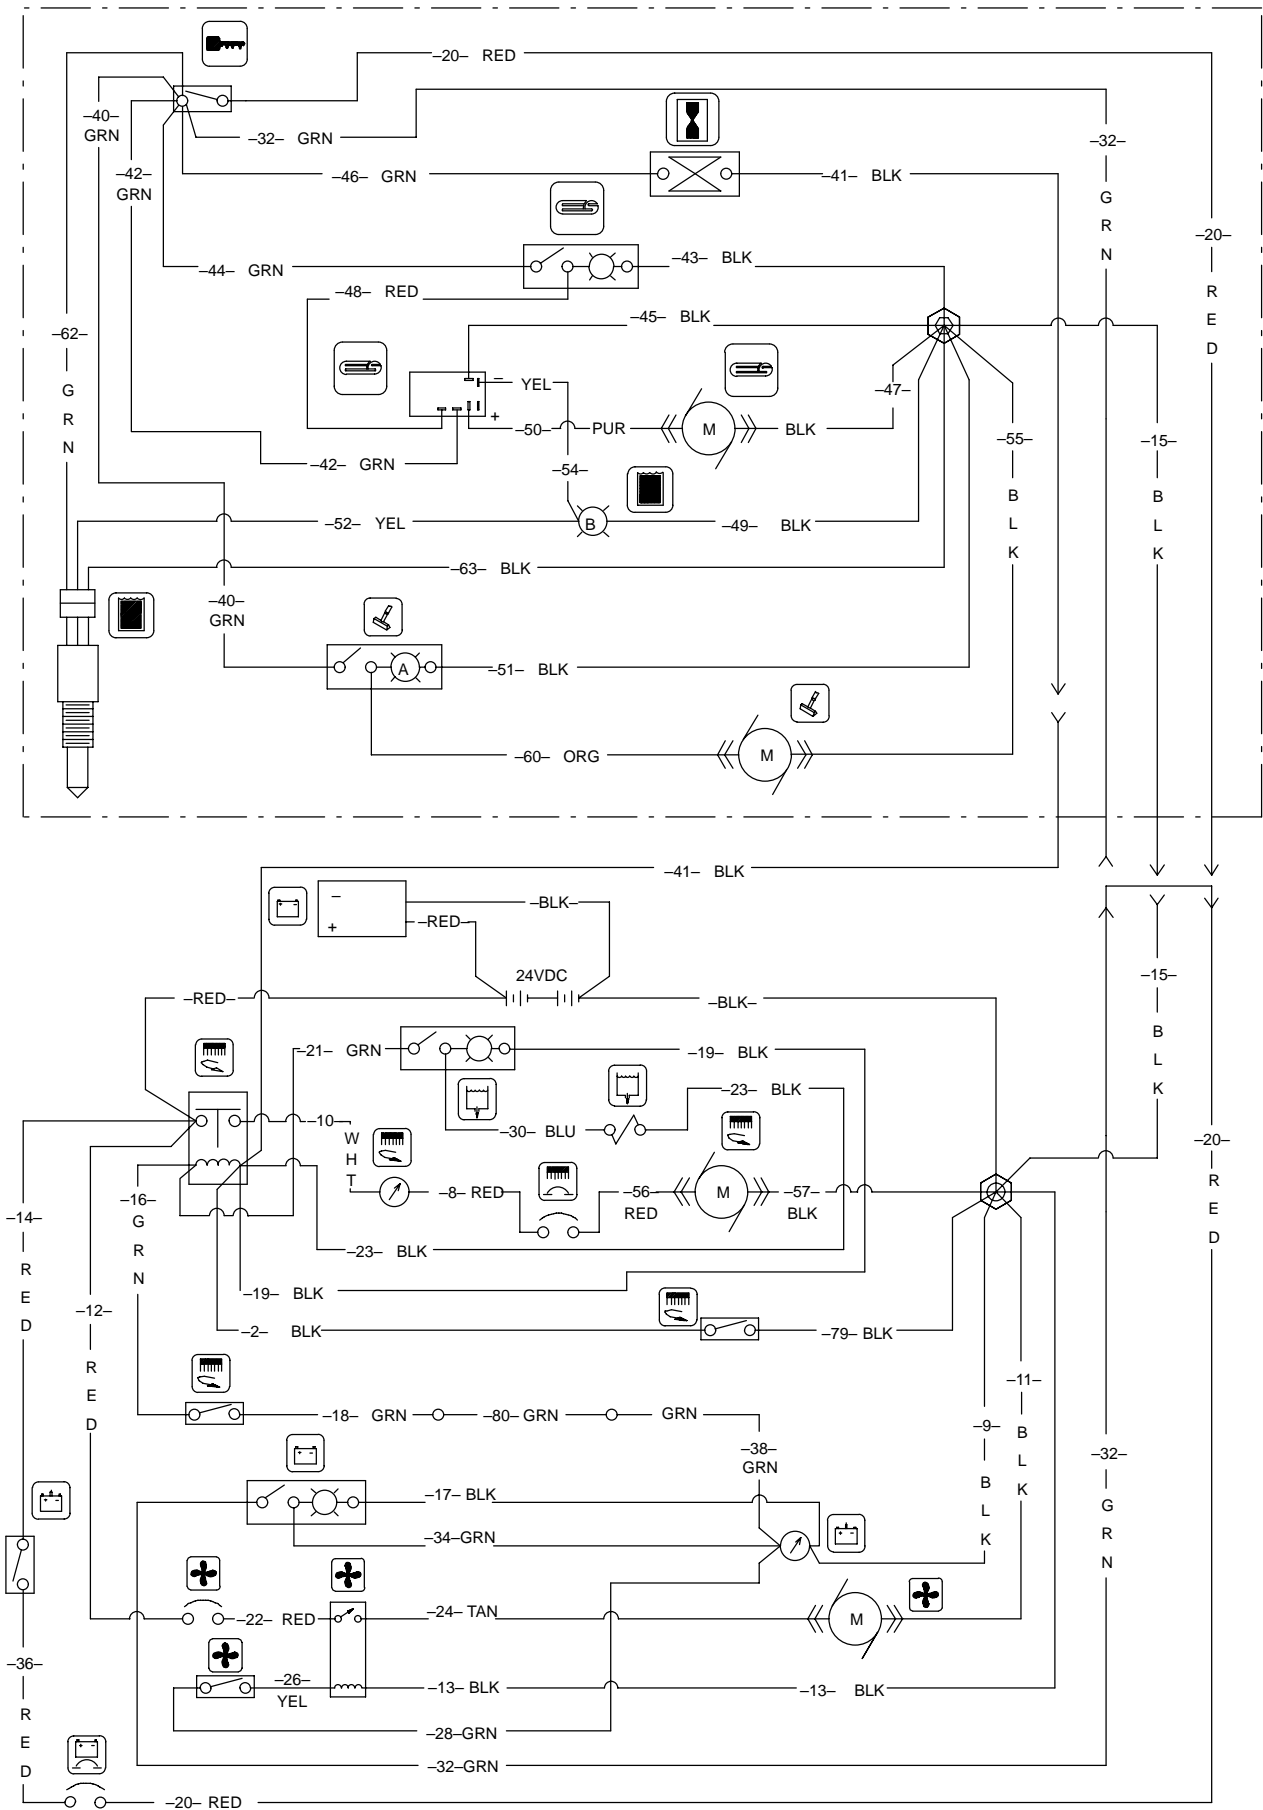 –20– RED
–40–
GRN
–32– GRN
–32–
G
R
N
–42–
GRN
–46– GRN
–41– BLK
–20–
R
E
D
–44– GRN
–43– BLK
–48– RED
–62–
G
R
N
–45– BLK
YEL
–
+
–47–
–50– PUR
M
BLK
–55–
B
L
K
–15–
B
L
K
–42– GRN
–54–
–52– YEL
B
–49– BLK
–63– BLK
–40–
GRN
A
–51– BLK
–60– ORG
M
–41– BLK
–
+
–BLK–
–RED–
24VDC
–15–
B
L
K
–RED–
–BLK–
–21– GRN
–19– BLK
–23– BLK
–10–
W
H
T
–30– BLU
–20–
R
E
D
–16–
G
R
N
–8– RED
–56–
RED
M
–57–
BLK
–14–
R
E
D
–23– BLK
–19– BLK
–12–
R
E
D
–2– BLK
–79– BLK
–11–
B
L
K
–18– GRN
–80– GRN
GRN
–9–
B
L
K
–38–
GRN
–32–
G
R
N
–17– BLK
–34–GRN
–22– RED
–24– TAN
M
–36–
R
E
D
–26–
YEL
–13– BLK
–13– BLK
–28–GRN
–32–GRN
–20– RED